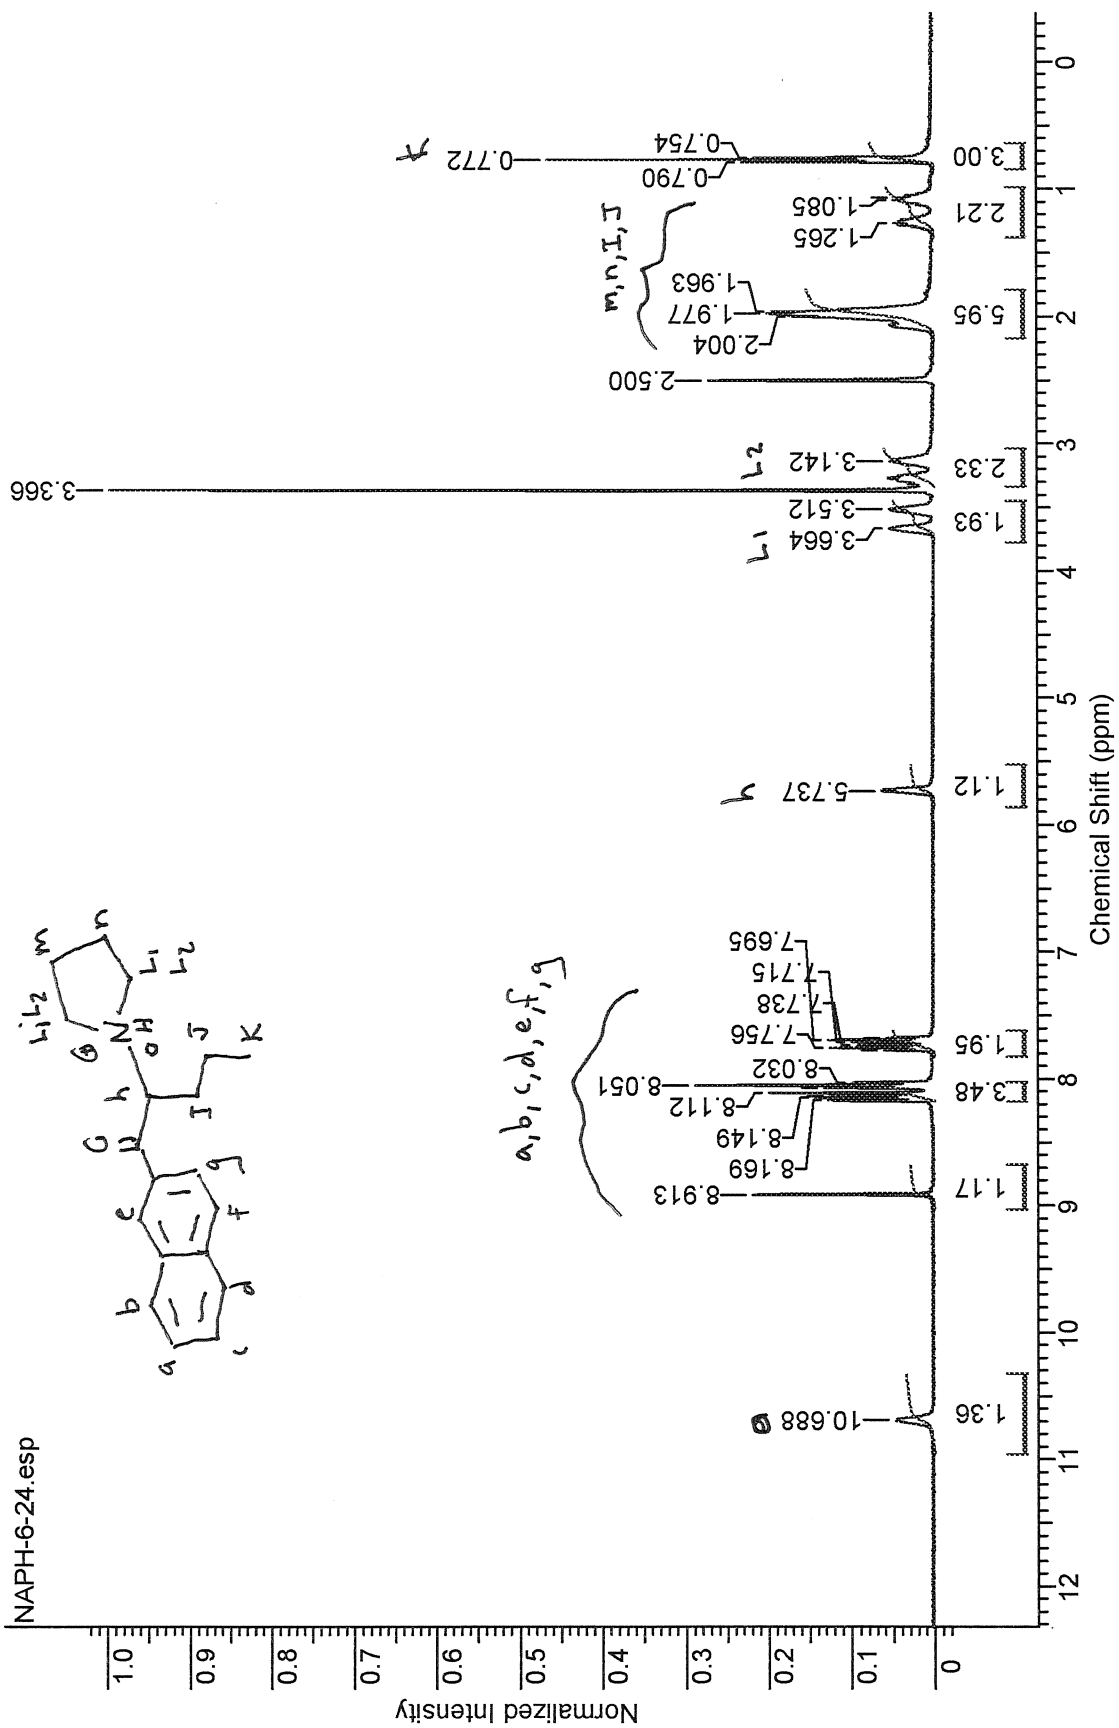 NAPH-6-24.esp
Normalized Intensity
1.0
0.9
0.8
0.7
0.6
0.5
0.4
0.3
0.2
0.1
0
a
b
c
d
e
f
g
O
h
I
J
K
N
H
⊕
o
L1 L2
m
n
L1
L2
a,b,c,d,e,f,g
h
L1
L2
m,n,I,J
K
o
10.688
8.913
8.169
8.149
8.112
8.051
8.032
7.756
7.738
7.715
7.695
5.737
3.664
3.512
3.366
3.142
2.500
2.004
1.977
1.963
1.265
1.085
0.790
0.772
0.754
1.36
1.17
3.48
1.95
1.12
1.93
2.33
5.95
2.21
3.00
12 11 10 9 8 7 6 5 4 3 2 1 0
Chemical Shift (ppm)